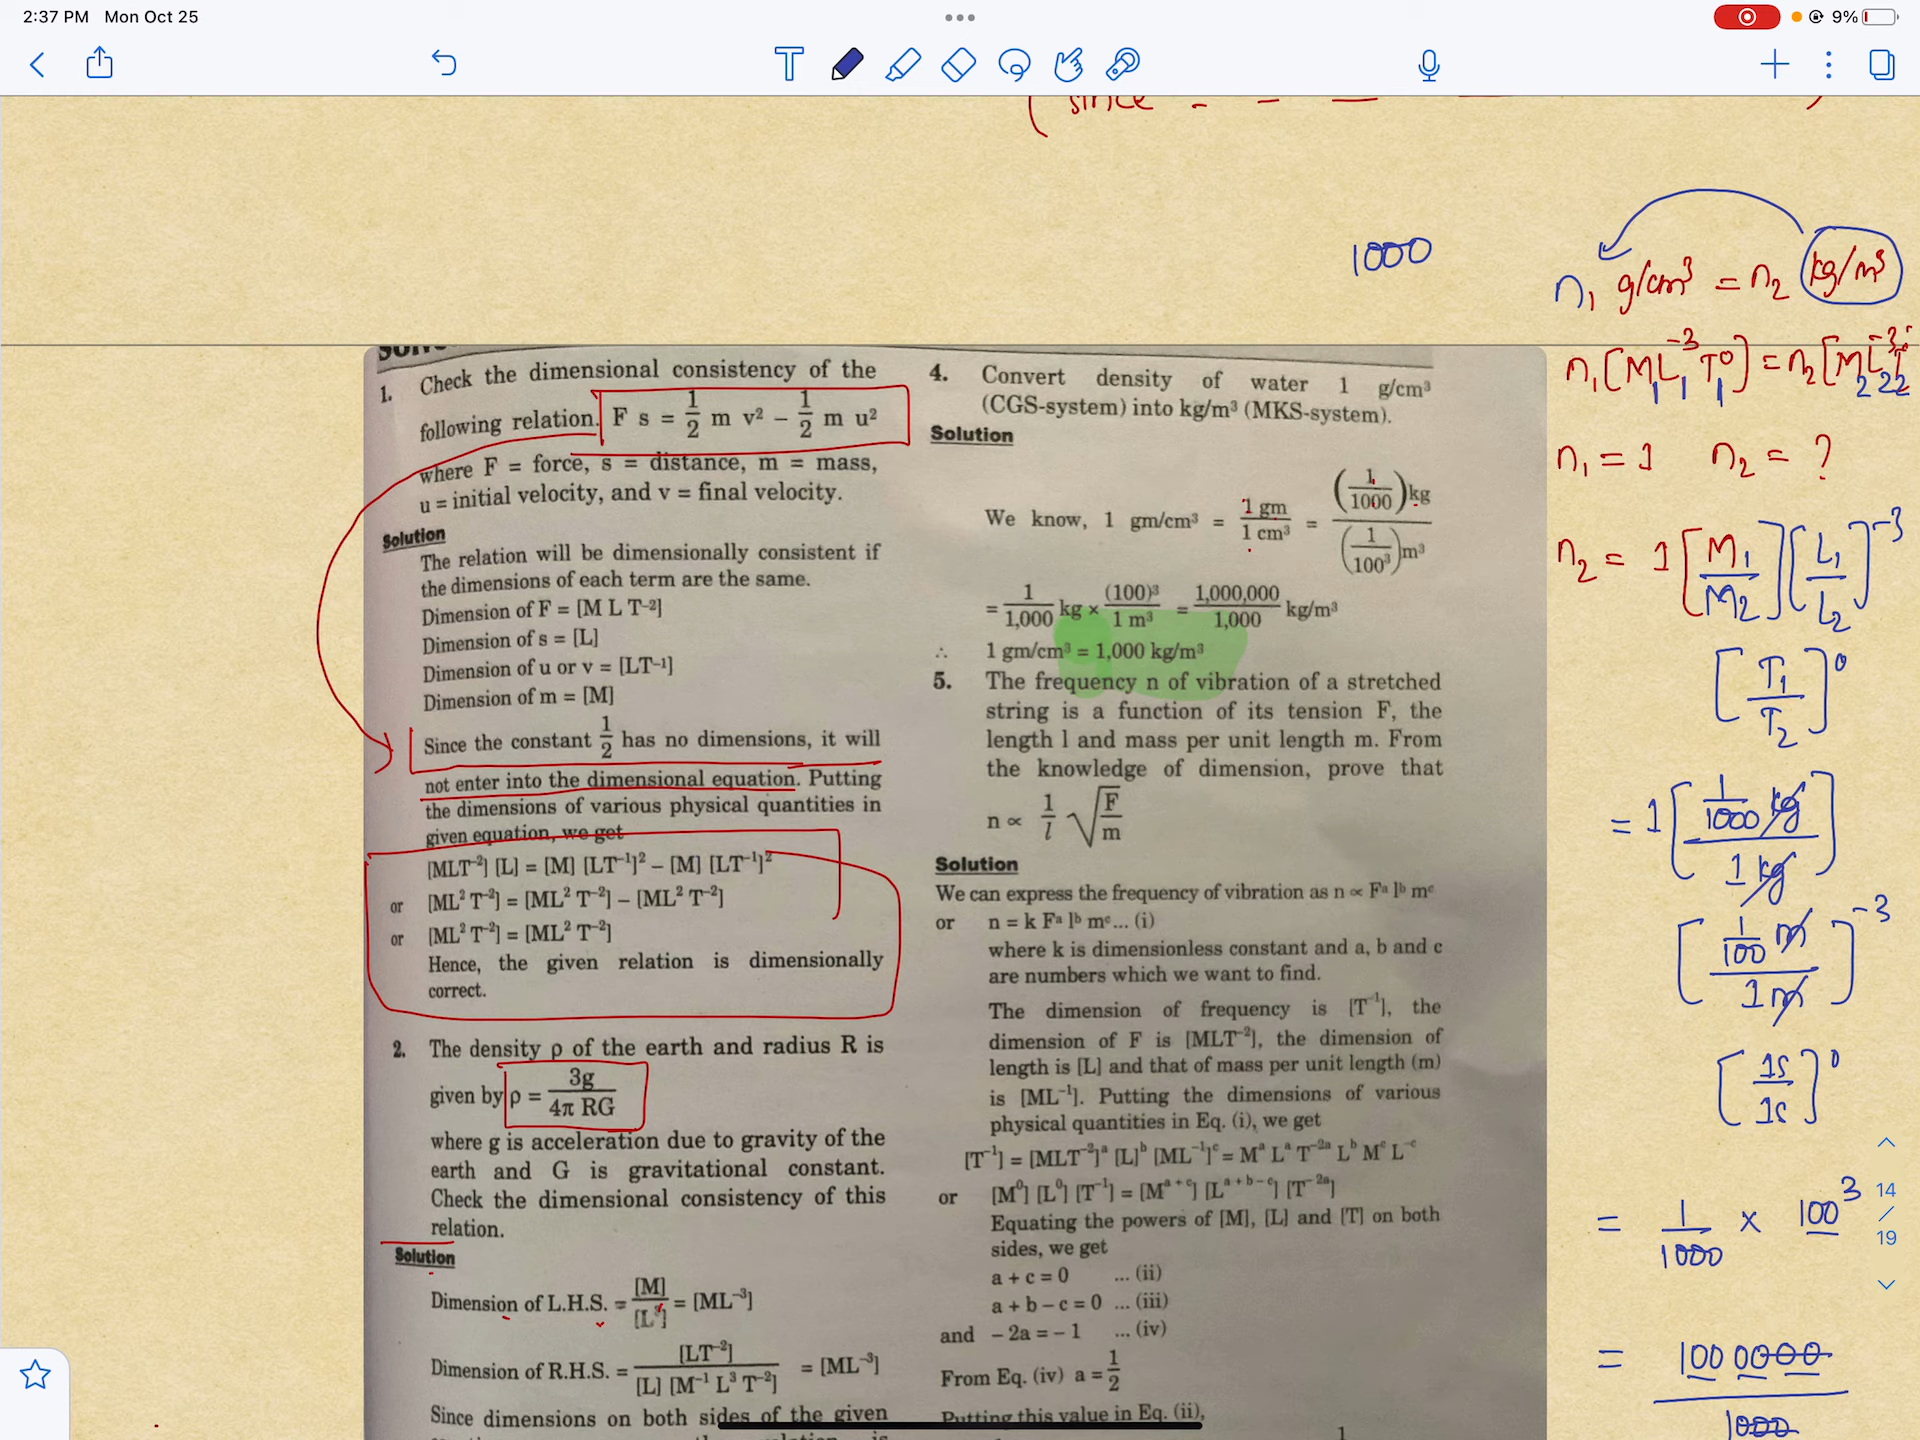 2:37 PM Mon Oct 25
9%
(since - - — )
1000
n₁ g/cm³ = n₂ kg/m³
n₁[M₁L₁⁻³T₁⁰] = n₂[M₂L₂⁻³T₂
n₁ = 1 n₂ = ?
n₂ = 1[M₁/M₂][L₁/L₂]⁻³
[T₁/T₂]⁰
= 1[1/1000 kg / 1 kg]
[1/100 m / 1m]⁻³
[1s/1s]⁰
= 1/1000 × 100³
= 1000000/1000
14
/
19
1. Check the dimensional consistency of the
following relation. F s = 1/2 m v² − 1/2 m u²
where F = force, s = distance, m = mass,
u = initial velocity, and v = final velocity.
Solution
The relation will be dimensionally consistent if
the dimensions of each term are the same.
Dimension of F = [M L T⁻²]
Dimension of s = [L]
Dimension of u or v = [LT⁻¹]
Dimension of m = [M]
Since the constant 1/2 has no dimensions, it will
not enter into the dimensional equation. Putting
the dimensions of various physical quantities in
given equation, we get
[MLT⁻²] [L] = [M] [LT⁻¹]² − [M] [LT⁻¹]²
or [ML² T⁻²] = [ML² T⁻²] − [ML² T⁻²]
or [ML² T⁻²] = [ML² T⁻²]
Hence, the given relation is dimensionally
correct.
2. The density ρ of the earth and radius R is
given by ρ = 3g/4π RG
where g is acceleration due to gravity of the
earth and G is gravitational constant.
Check the dimensional consistency of this
relation.
Solution
Dimension of L.H.S. = [M]/[L³] = [ML⁻³]
Dimension of R.H.S. = [LT⁻²]/[L] [M⁻¹ L³ T⁻²] = [ML⁻³]
Since dimensions on both sides of the given
4. Convert density of water 1 g/cm³
(CGS-system) into kg/m³ (MKS-system).
Solution
We know, 1 gm/cm³ = 1 gm/1 cm³ = (1/1000)kg/(1/100³)m³
= 1/1,000 kg × (100)³/1 m³ = 1,000,000/1,000 kg/m³
∴ 1 gm/cm³ = 1,000 kg/m³
5. The frequency n of vibration of a stretched
string is a function of its tension F, the
length l and mass per unit length m. From
the knowledge of dimension, prove that
n ∝ 1/l √F/m
Solution
We can express the frequency of vibration as n ∝ Fᵃ lᵇ mᶜ
or n = k Fᵃ lᵇ mᶜ... (i)
where k is dimensionless constant and a, b and c
are numbers which we want to find.
The dimension of frequency is [T⁻¹], the
dimension of F is [MLT⁻²], the dimension of
length is [L] and that of mass per unit length (m)
is [ML⁻¹]. Putting the dimensions of various
physical quantities in Eq. (i), we get
[T⁻¹] = [MLT⁻²]ᵃ [L]ᵇ [ML⁻¹]ᶜ = Mᵃ Lᵃ T⁻²ᵃ Lᵇ Mᶜ L⁻ᶜ
or [M⁰] [L⁰] [T⁻¹] = [Mᵃ⁺ᶜ] [Lᵃ⁺ᵇ⁻ᶜ] [T⁻²ᵃ]
Equating the powers of [M], [L] and [T] on both
sides, we get
a + c = 0 ... (ii)
a + b − c = 0 ... (iii)
and − 2a = − 1 ... (iv)
From Eq. (iv) a = 1/2
Putting this value in Eq. (ii),